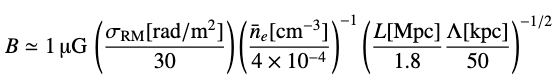 B ≃ 1 μG (σ_RM[rad/m²] / 30) (n̄_e[cm⁻³] / 4 × 10⁻⁴)⁻¹ (L[Mpc] / 1.8 Λ[kpc] / 50)^(−1/2)